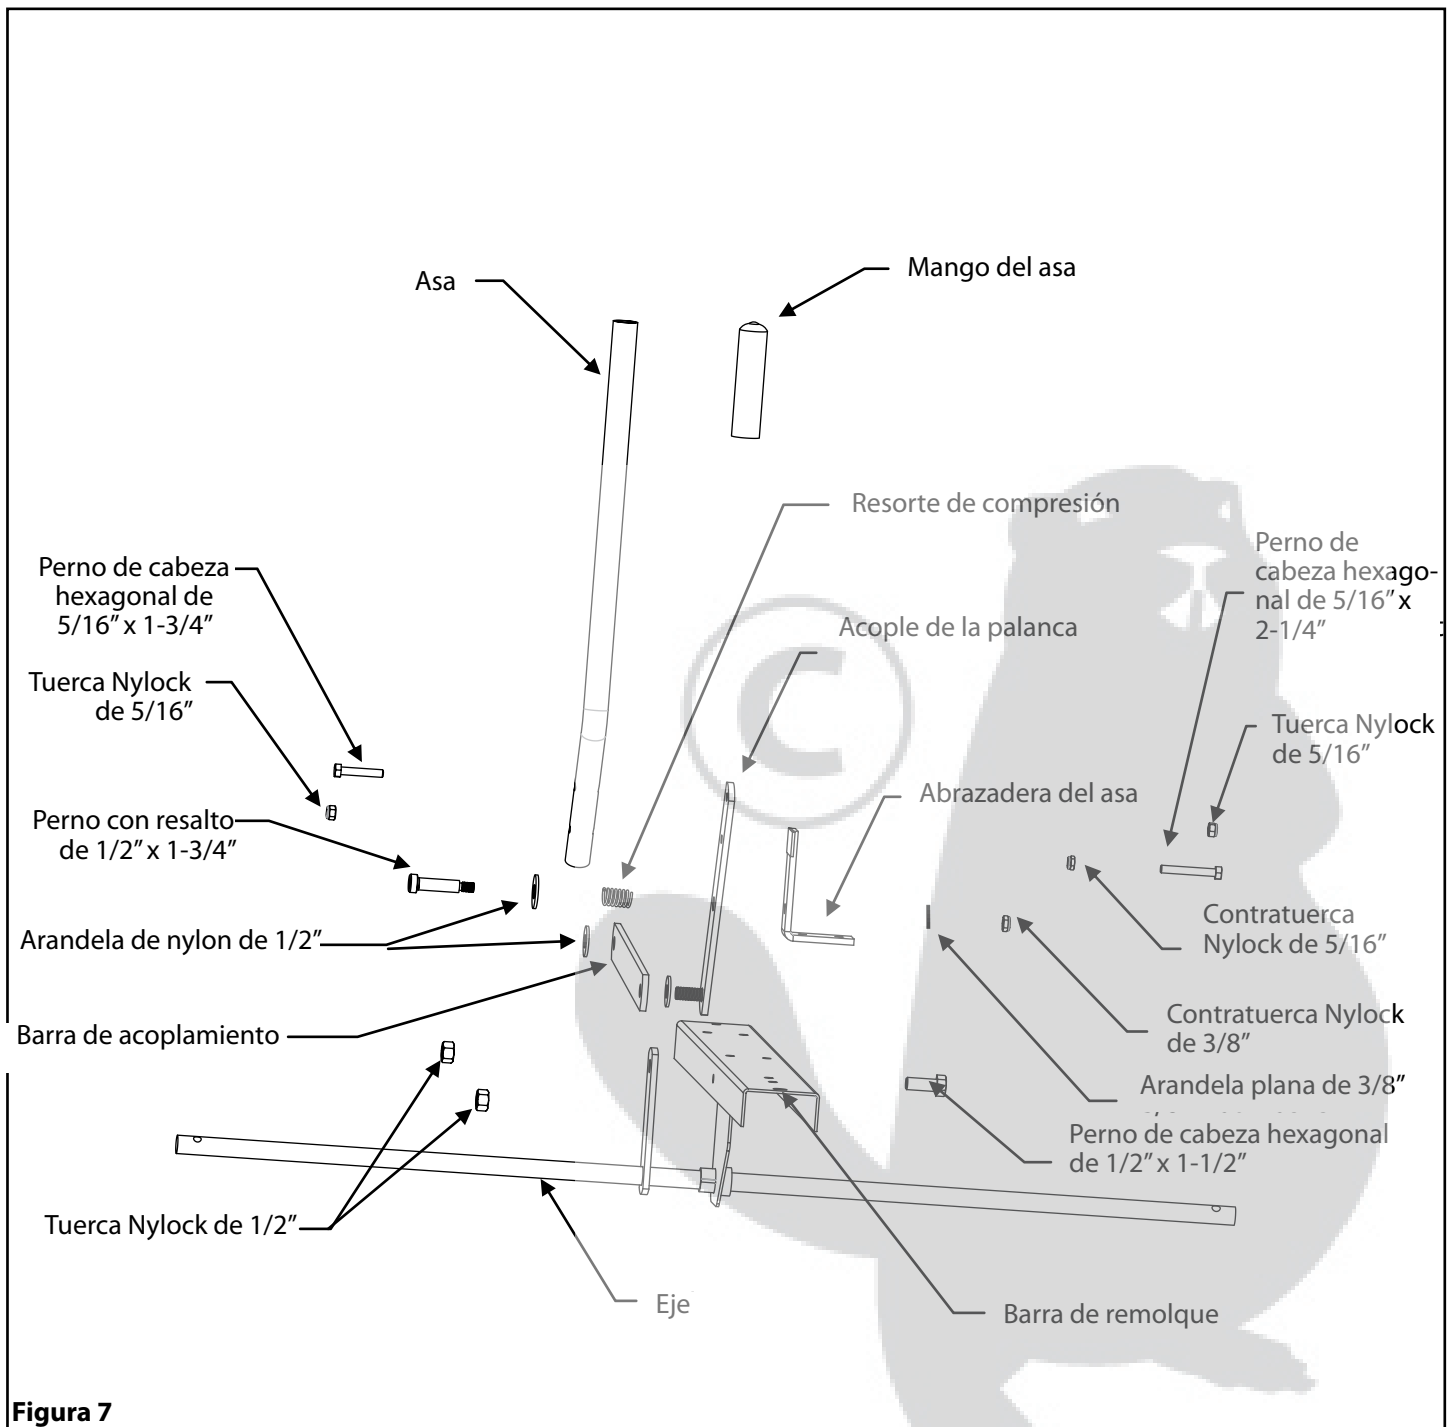 Asa
Mango del asa
Resorte de compresión
Perno de
cabeza hexago-
nal de 5/16” x
2-1/4”
Perno de cabeza
hexagonal de
5/16” x 1-3/4”
Acople de la palanca
Tuerca Nylock
de 5/16”
Tuerca Nylock
de 5/16”
Abrazadera del asa
Perno con resalto
de 1/2” x 1-3/4”
Contratuerca
Nylock de 5/16”
Arandela de nylon de 1/2”
Contratuerca Nylock
de 3/8”
Barra de acoplamiento
Arandela plana de 3/8”
Perno de cabeza hexagonal
de 1/2” x 1-1/2”
Tuerca Nylock de 1/2”
Eje
Barra de remolque
Figura 7
©